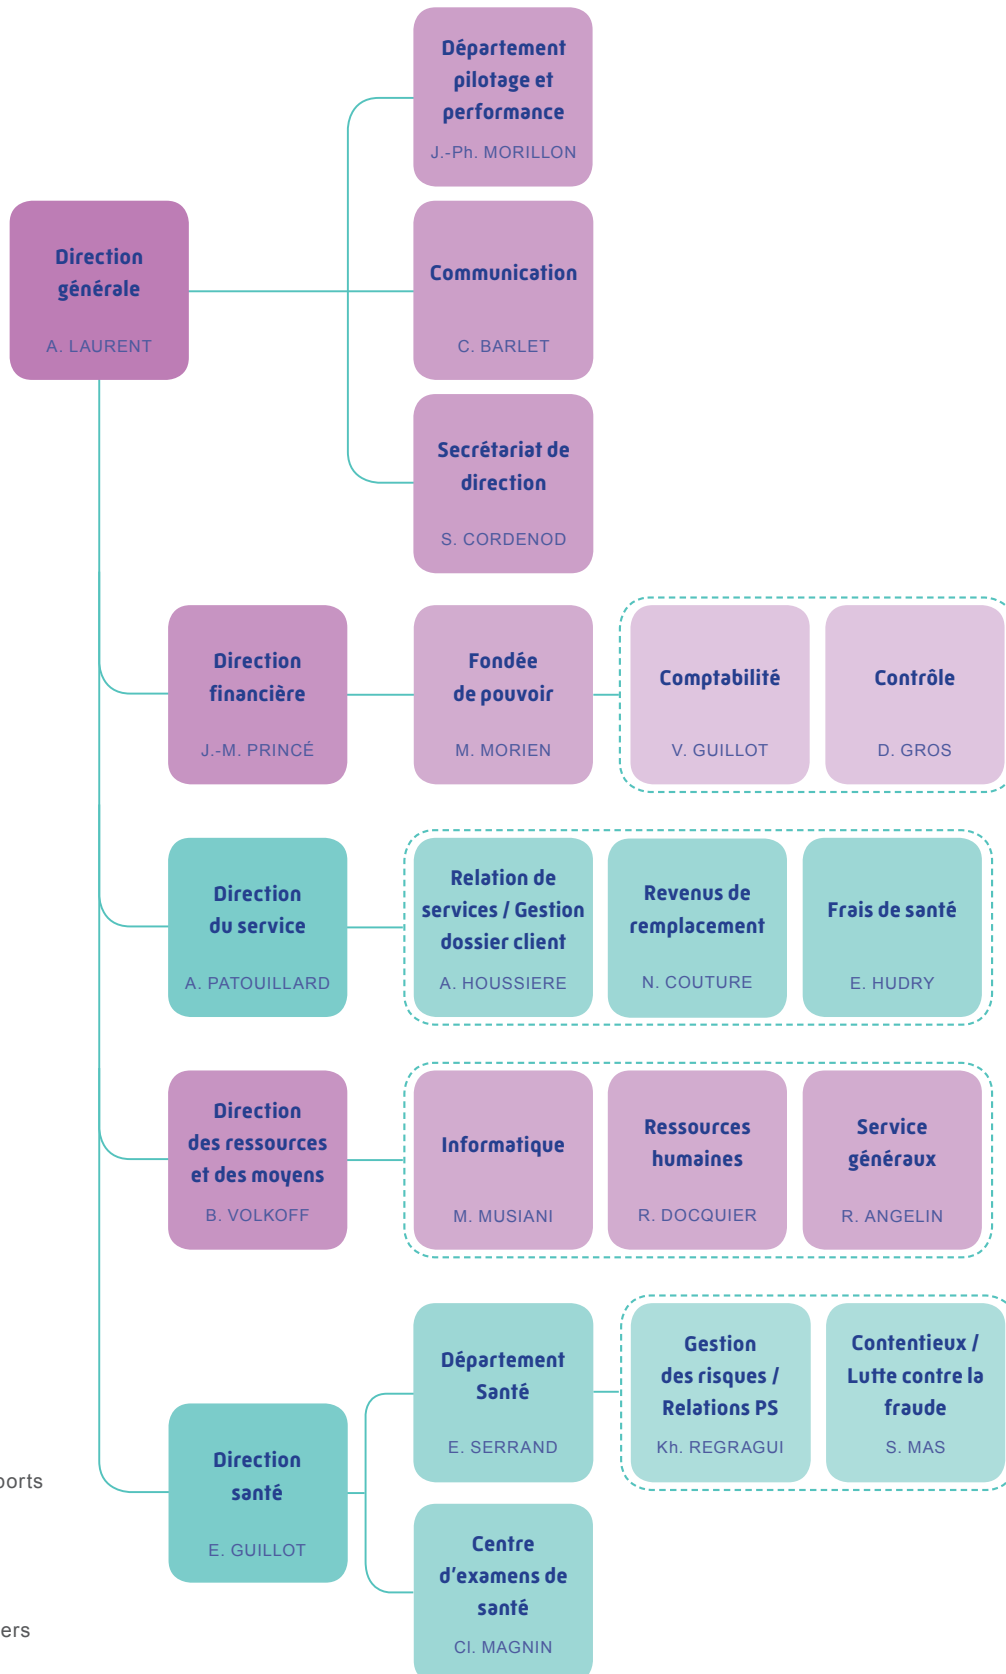 Département
pilotage et
performance
J.-Ph. MORILLON
Direction
générale
A. LAURENT
Communication
C. BARLET
Secrétariat de
direction
S. CORDENOD
Direction
financière
J.-M. PRINCÉ
Fondée
de pouvoir
M. MORIEN
Comptabilité
V. GUILLOT
Contrôle
D. GROS
Direction
du service
A. PATOUILLARD
Relation de
services / Gestion
dossier client
A. HOUSSIERE
Revenus de
remplacement
N. COUTURE
Frais de santé
E. HUDRY
Direction
des ressources
et des moyens
B. VOLKOFF
Informatique
M. MUSIANI
Ressources
humaines
R. DOCQUIER
Service
généraux
R. ANGELIN
Direction
santé
E. GUILLOT
Département
Santé
E. SERRAND
Gestion
des risques /
Relations PS
Kh. REGRAGUI
Contentieux /
Lutte contre la
fraude
S. MAS
Centre
d'examens de
santé
Cl. MAGNIN
ports
ers